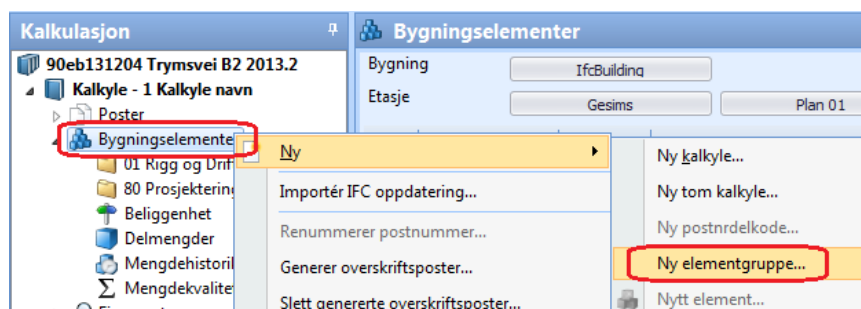 Kalkulasjon
90eb131204 Trymsvei B2 2013.2
Kalkyle - 1 Kalkyle navn
Poster
Bygningselemente
01 Rigg og Drift
80 Prosjektering
Beliggenhet
Delmengder
Mengdehistorik
Mengdekvalitet
Bygningselementer
Bygning
IfcBuilding
Etasje
Gesims
Plan 01
Ny
Importér IFC oppdatering...
Renummerer postnummer...
Generer overskriftsposter...
Slett genererte overskriftsposter...
Ny kalkyle...
Ny tom kalkyle...
Ny postnrdelkode...
Ny elementgruppe...
Nytt element...